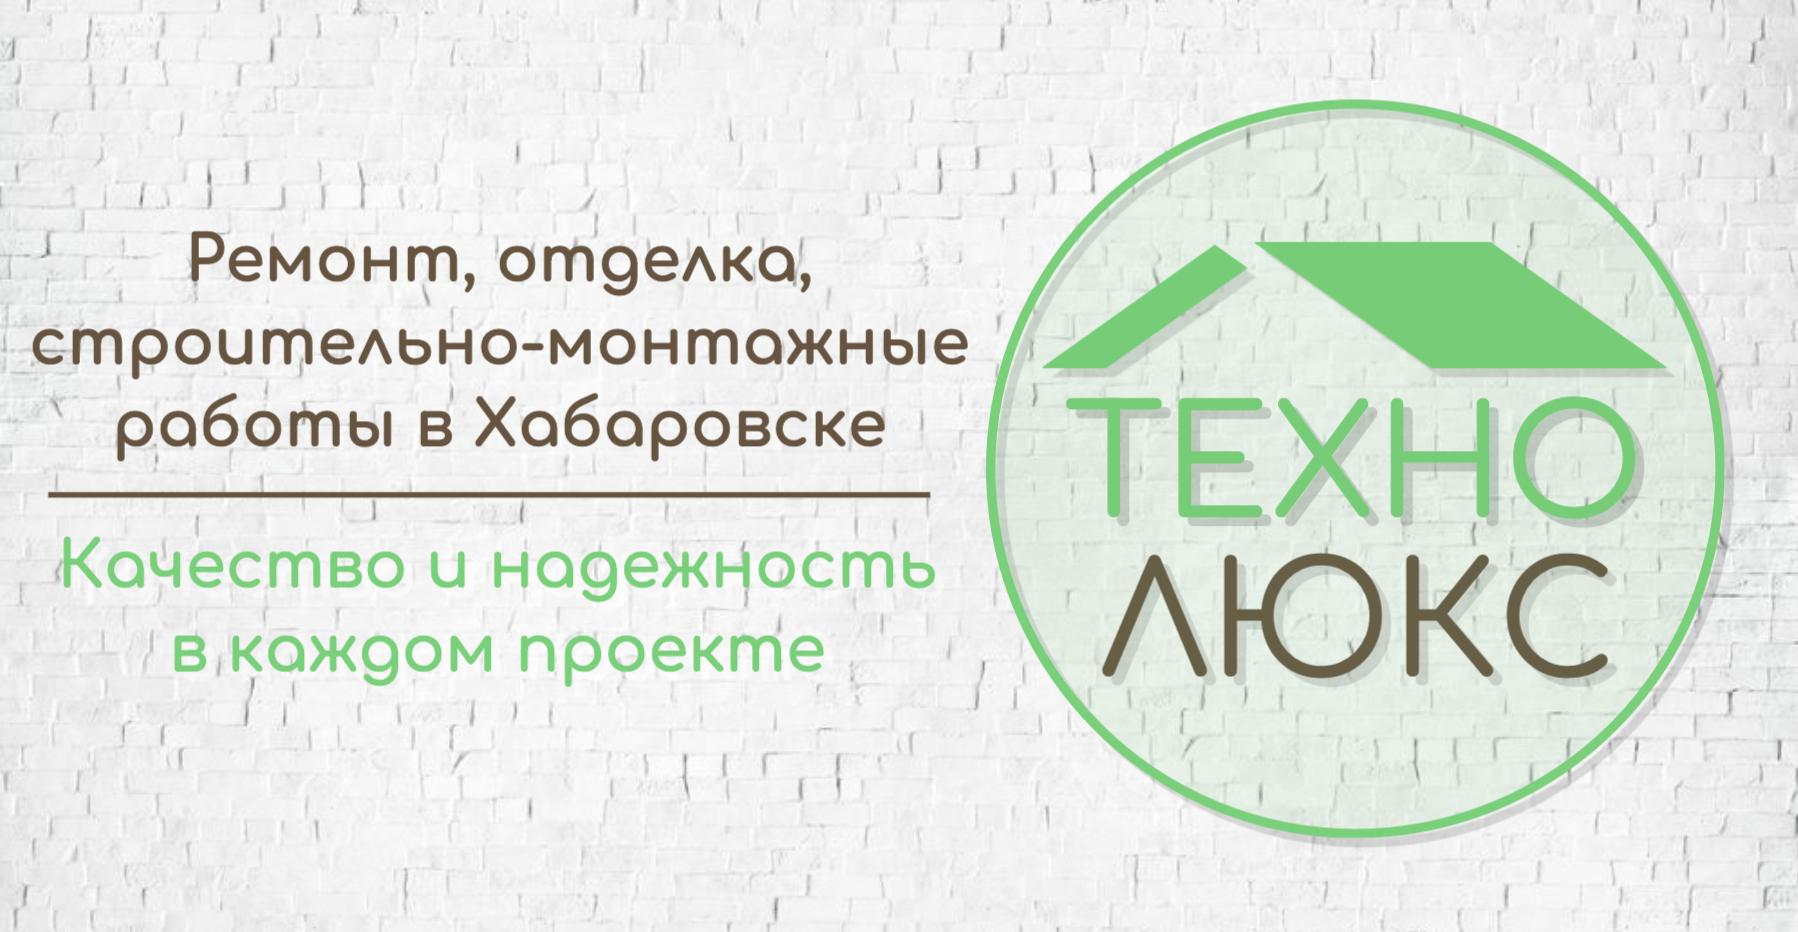 Ремонт, отделка,
строительно-монтажные
работы в Хабаровске
Качество и надежность
в каждом проекте
ТЕХНО
ЛЮКС